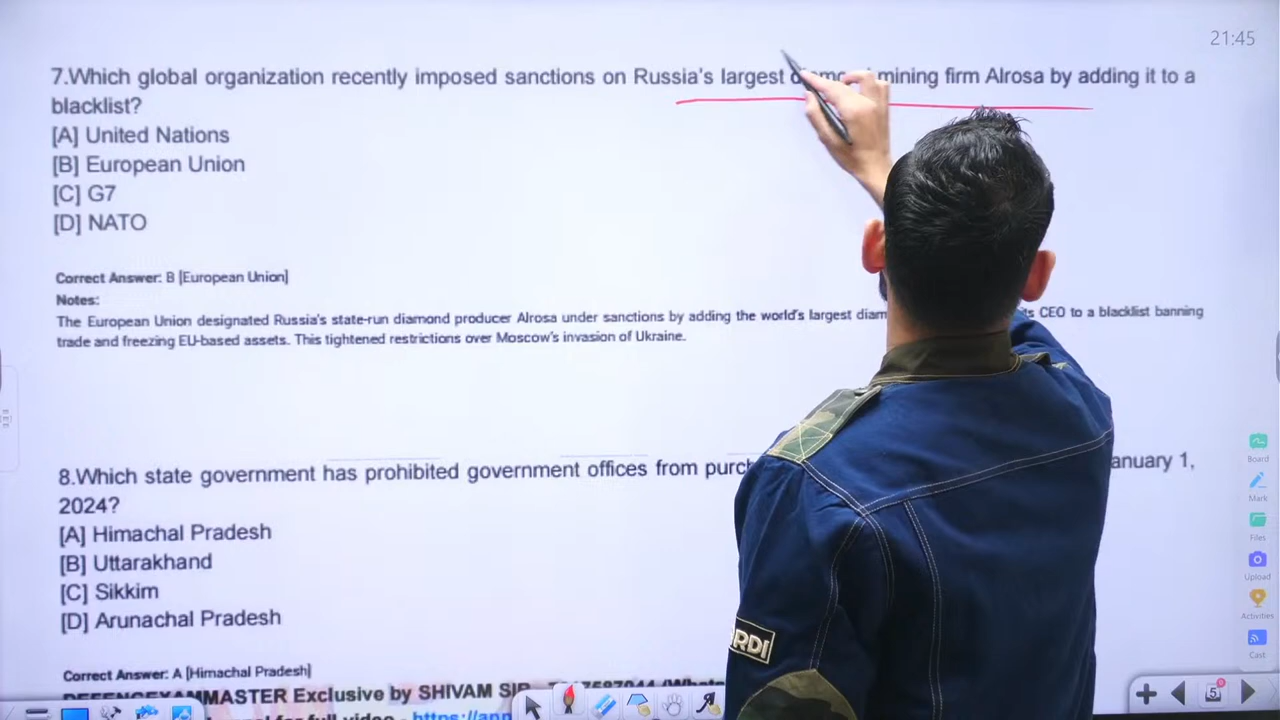 21:45
7.Which global organization recently imposed sanctions on Russia's largest mining firm Alrosa by adding it to a
blacklist?
[A] United Nations
[B] European Union
[C] G7
[D] NATO
Correct Answer: B [European Union]
Notes:
The European Union designated Russia's state-run diamond producer Alrosa under sanctions by adding the world's largest its CEO to a blacklist banning
trade and freezing EU-based assets. This tightened restrictions over Moscow's invasion of Ukraine.
8.Which state government has prohibited government offices from
2024?
[A] Himachal Pradesh
[B] Uttarakhand
[C] Sikkim
[D] Arunachal Pradesh
Correct Answer: A [Himachal Pradesh]
Exclusive by SHIVAM
for full video -
Board
Mark
Files
Upload
Activities
Cast
5